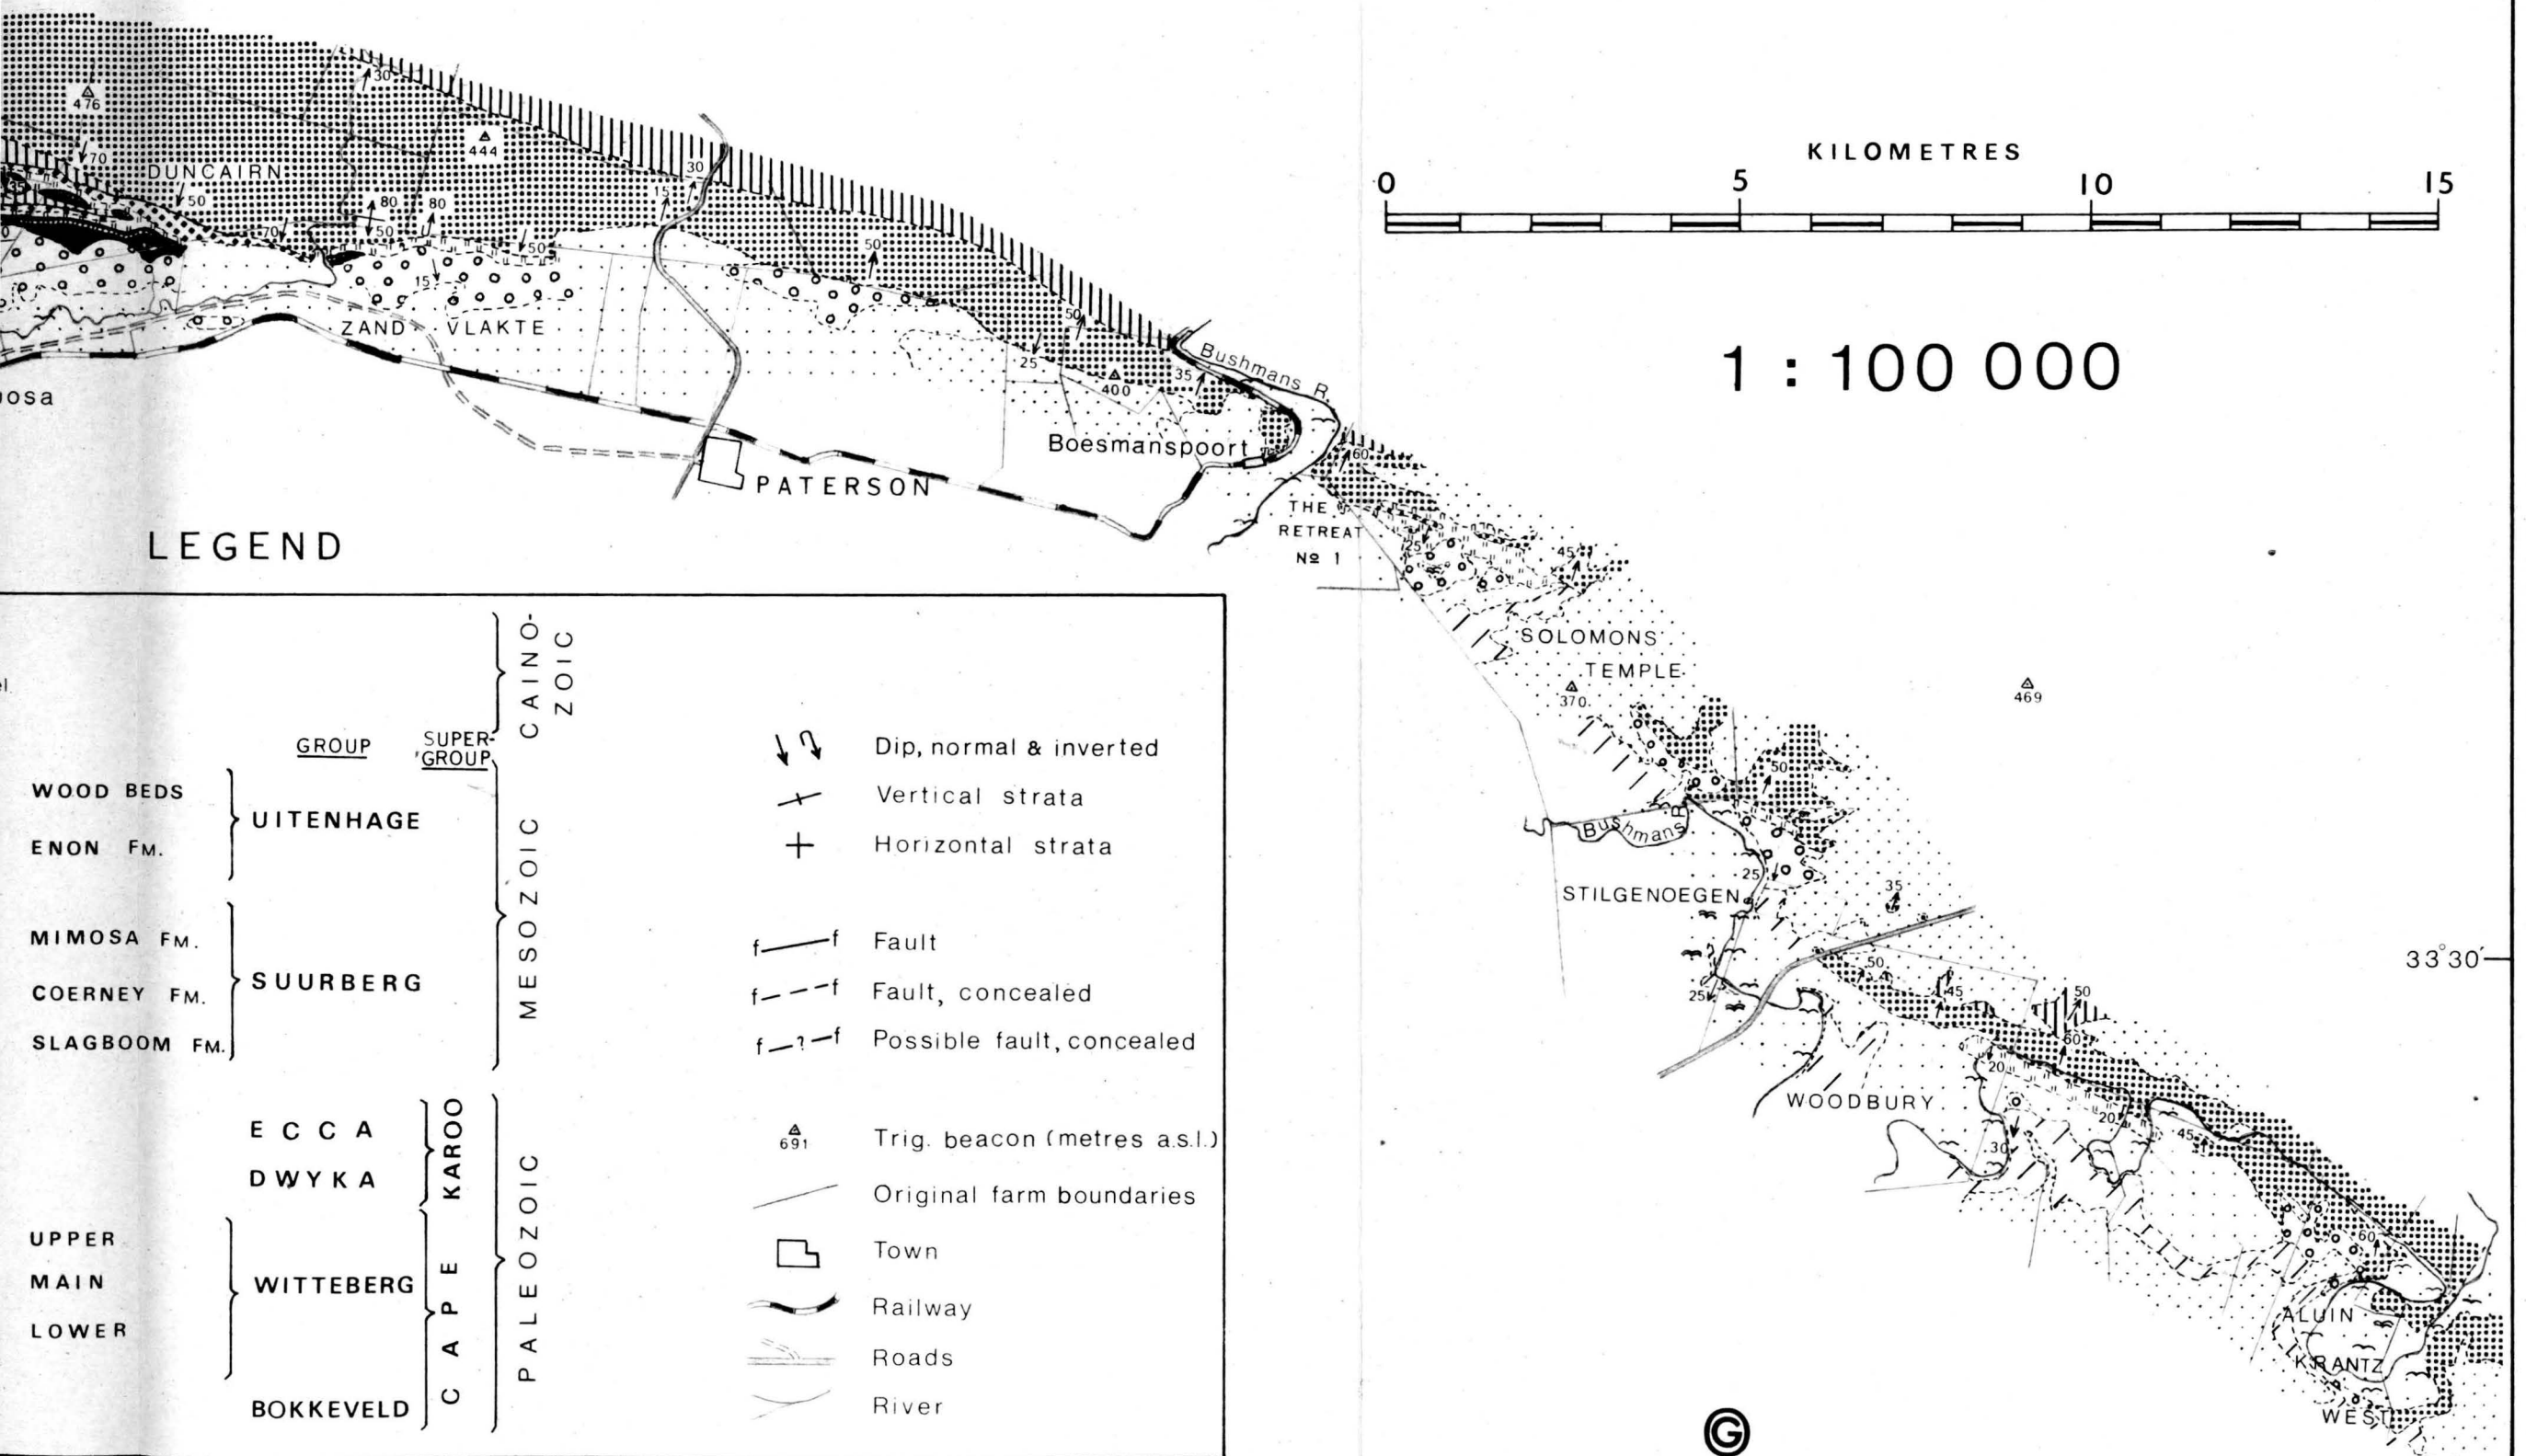 30
476
444
70
DUNCAIRN
50
35
80
80
50
70
50
15
30
15
50
ZAND VLAKTE
50
25
400
35
Bushmans R.
Boesmanspoort
PATERSON
60
THE
RETREAT
Nº 1
25
45
SOLOMONS
TEMPLE
370
469
50
Bushmans R
25
STILGENOEGEN
35
25
50
45
50
60
33°30'
WOODBURY
20
20
30
45
60
ALUIN
KRANTZ
WEST
KILOMETRES
0 5 10 15
1 : 100 000
LEGEND
CAINO-
ZOIC
GROUP
SUPER-
GROUP
WOOD BEDS
ENON FM.
UITENHAGE
MIMOSA FM.
COERNEY FM.
SLAGBOOM FM.
SUURBERG
MESOZOIC
ECCA
DWYKA
KAROO
UPPER
MAIN
LOWER
WITTEBERG
BOKKEVELD
CAPE
PALEOZOIC
Dip, normal & inverted
Vertical strata
Horizontal strata
f f Fault
f f Fault, concealed
f ? f Possible fault, concealed
691 Trig. beacon (metres a.s.l.)
Original farm boundaries
Town
Railway
Roads
River
G